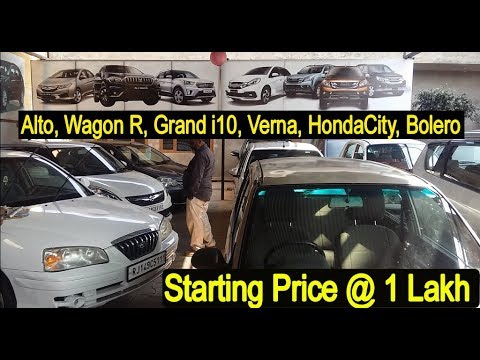 Alto, Wagon R, Grand i10, Verna, HondaCity, Bolero
Starting Price @ 1 Lakh